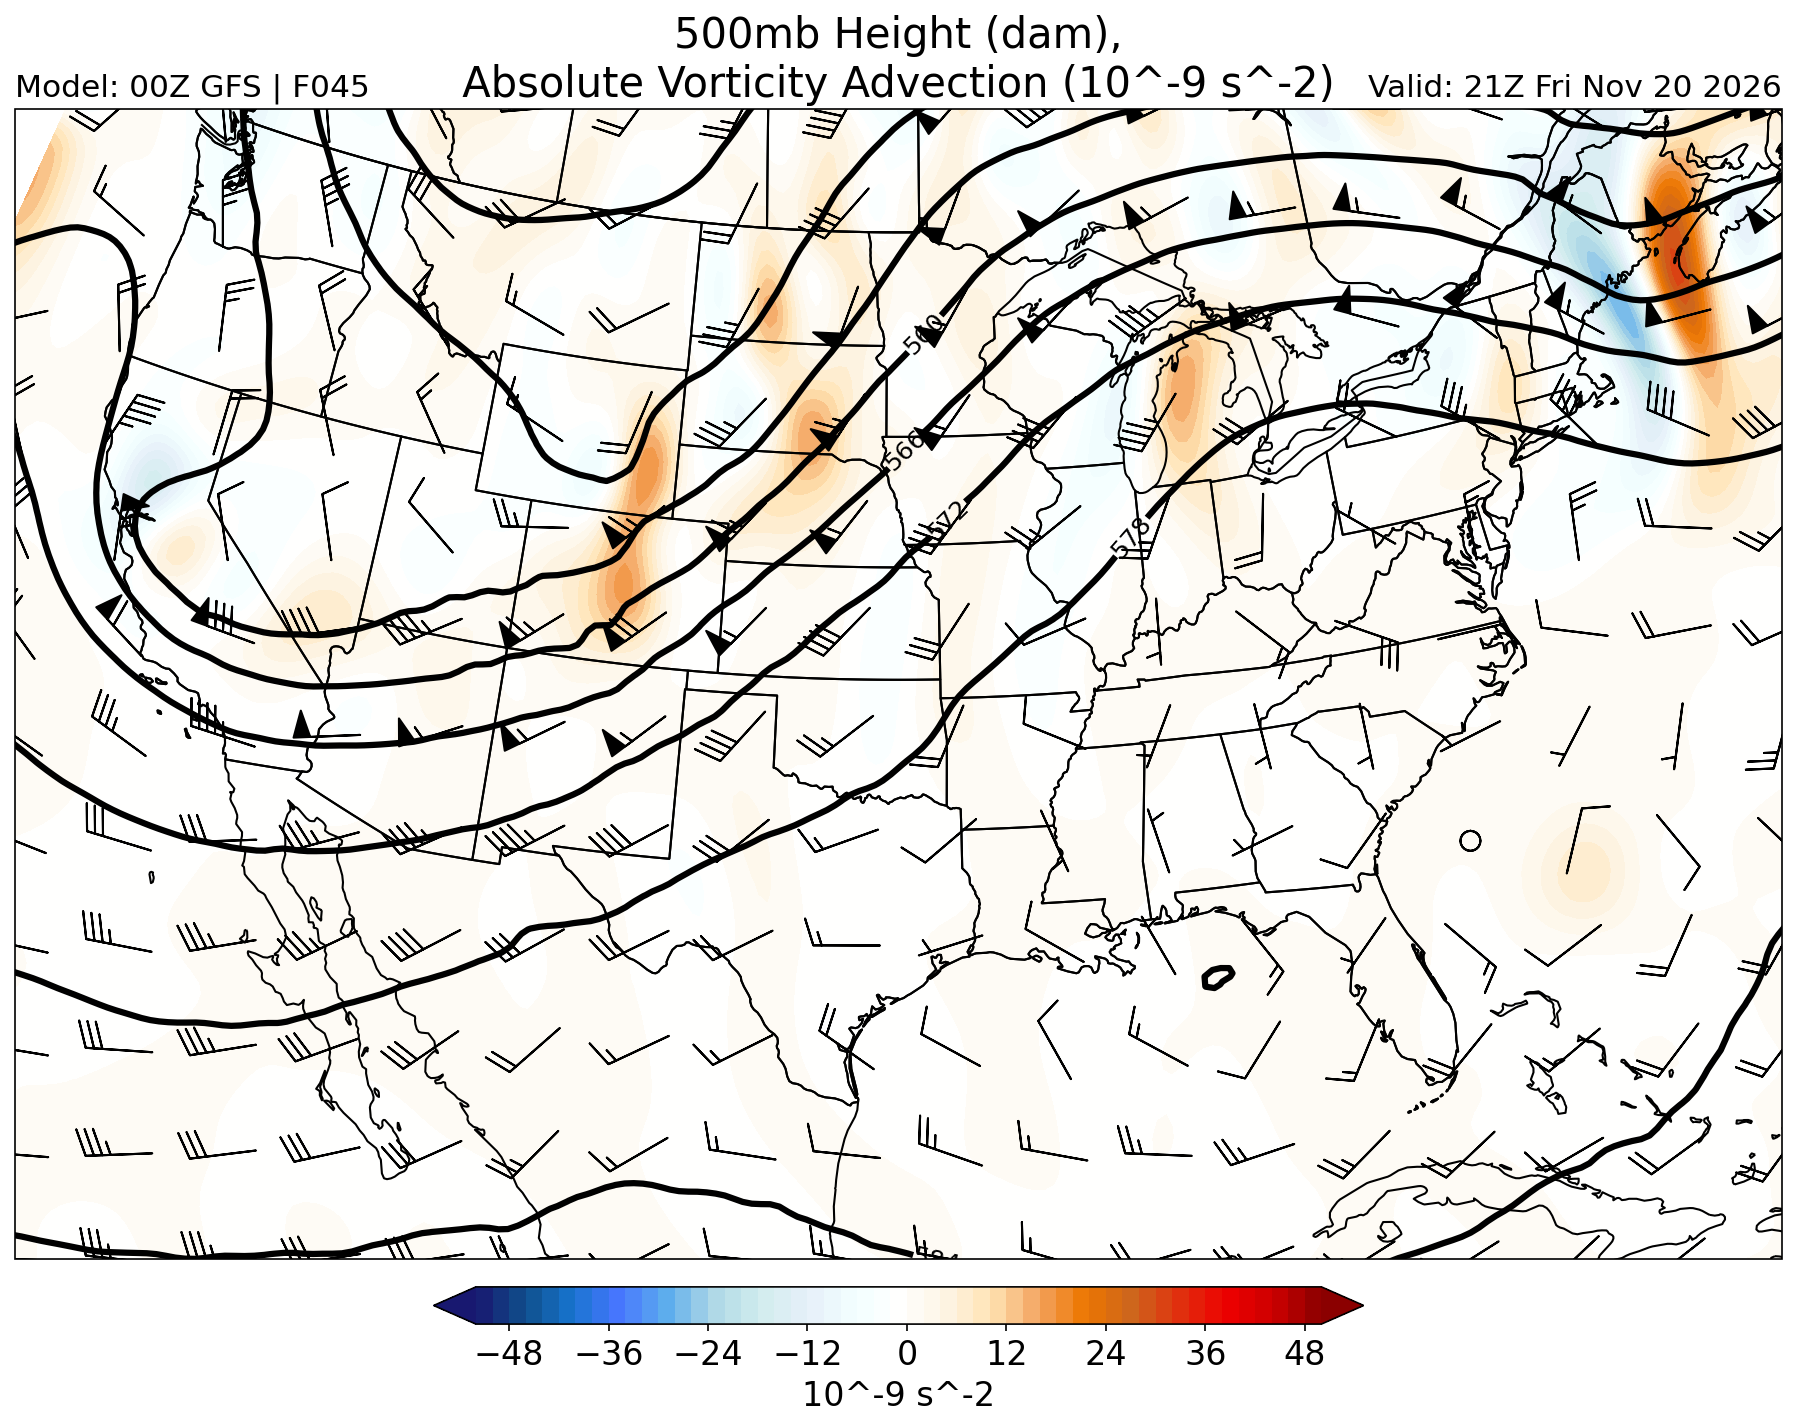 500mb Height (dam),
Model: 00Z GFS | F045
Absolute Vorticity Advection (10^-9 s^-2)
Valid: 21Z Fri Nov 20 2026
560
566
572
578
−48 −36 −24 −12 0 12 24 36 48
10^-9 s^-2